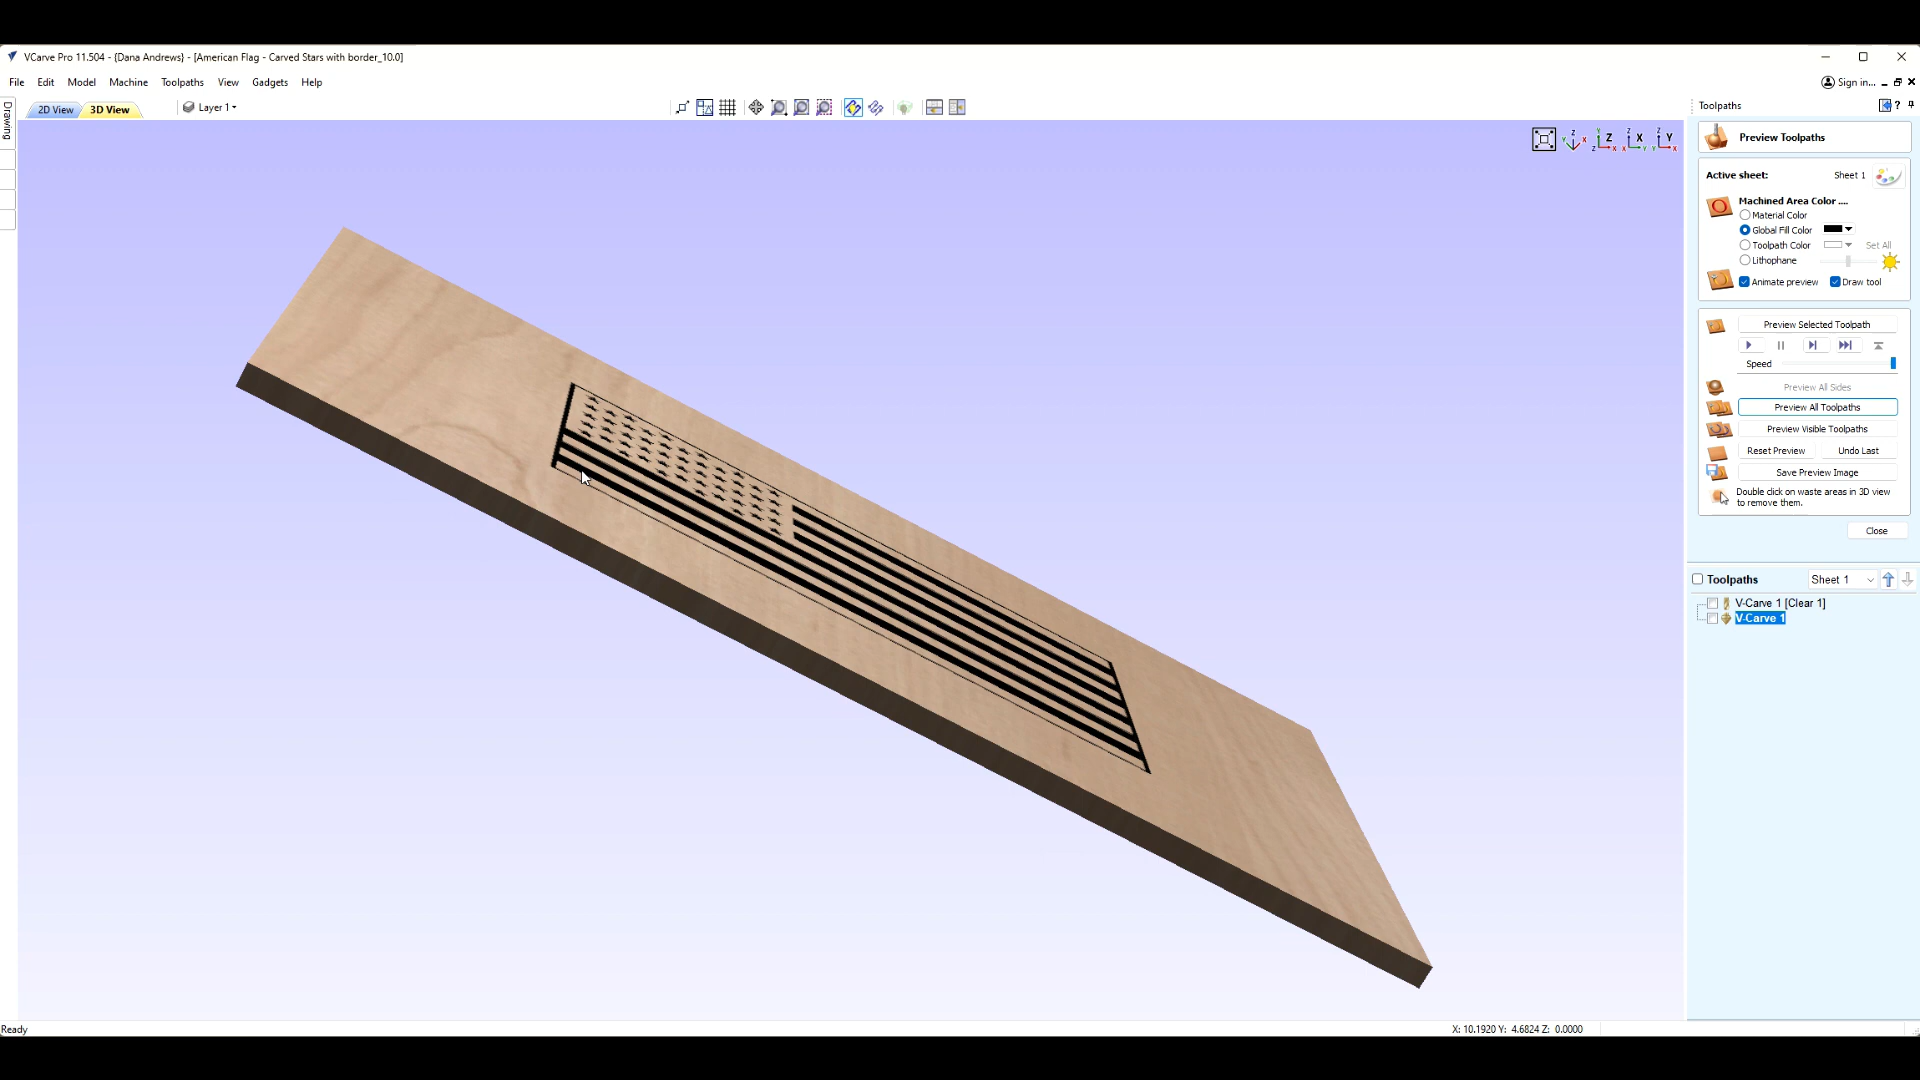 VCarve Pro 11.504 - {Dana Andrews} - [American Flag - Carved Stars with border_10.0]
File Edit Model Machine Toolpaths View Gadgets Help
Sign in...
Drawing
2D View 3D View Layer 1
Toolpaths ?
Preview Toolpaths
Active sheet: Sheet 1
Machined Area Color ....
Material Color
Global Fill Color
Toolpath Color Set All
Lithophane
Animate preview Draw tool
Preview Selected Toolpath
Speed
Preview All Sides
Preview All Toolpaths
Preview Visible Toolpaths
Reset Preview Undo Last
Save Preview Image
Double click on waste areas in 3D view
to remove them.
Close
Toolpaths Sheet 1
V-Carve 1 [Clear 1]
V-Carve 1
Ready X: 10.1920 Y: 4.6824 Z: 0.0000